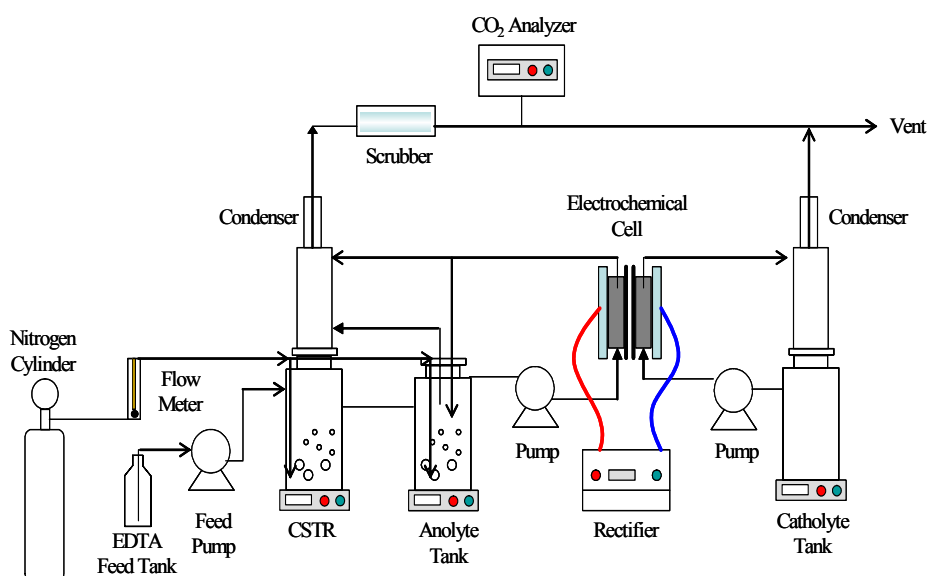 CO₂ Analyzer
Vent
Scrubber
Condenser
Electrochemical
Cell
Condenser
Nitrogen
Cylinder
Flow
Meter
Pump
Pump
EDTA
Feed Tank
Feed
Pump
CSTR
Anolyte
Tank
Rectifier
Catholyte
Tank